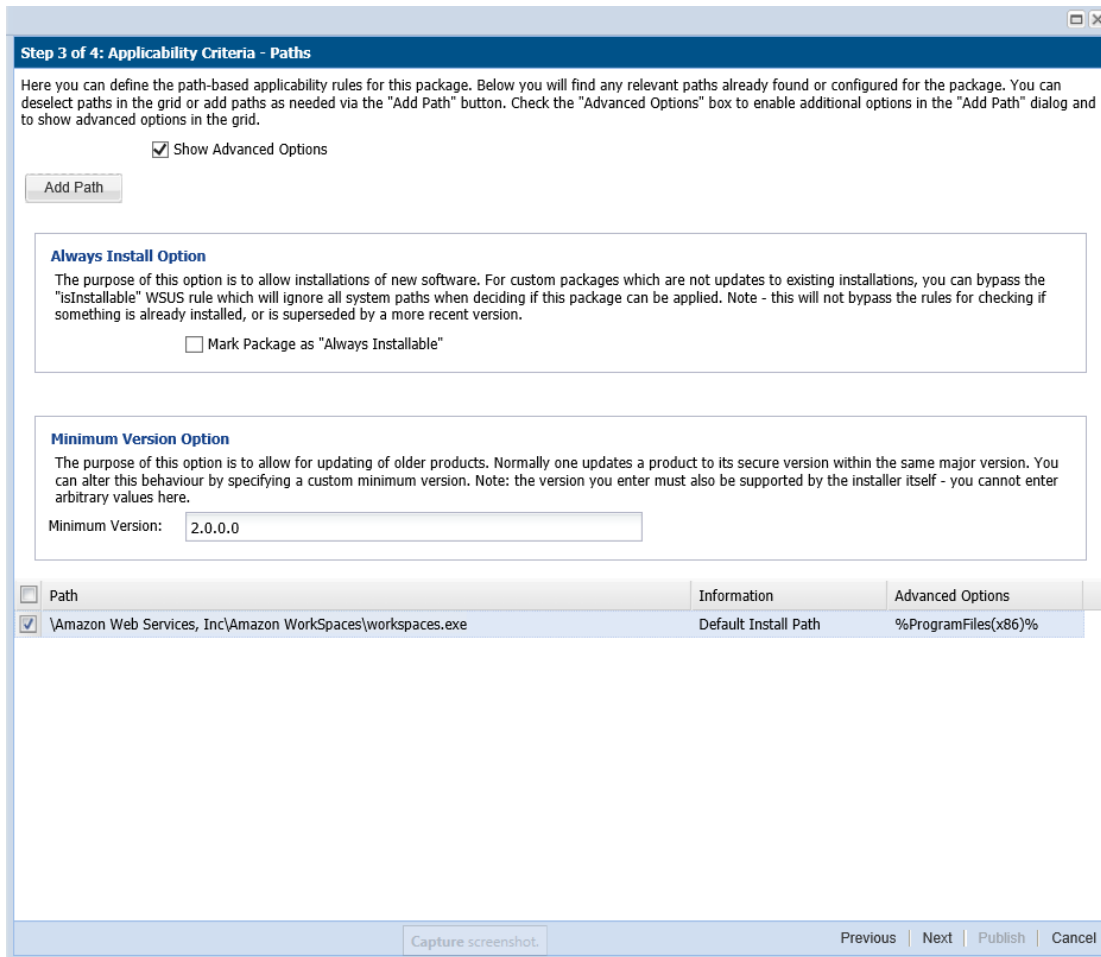 Step 3 of 4: Applicability Criteria - Paths
Here you can define the path-based applicability rules for this package. Below you will find any relevant paths already found or configured for the package. You can
deselect paths in the grid or add paths as needed via the "Add Path" button. Check the "Advanced Options" box to enable additional options in the "Add Path" dialog and
to show advanced options in the grid.
Show Advanced Options
Add Path
Always Install Option
The purpose of this option is to allow installations of new software. For custom packages which are not updates to existing installations, you can bypass the
"isInstallable" WSUS rule which will ignore all system paths when deciding if this package can be applied. Note - this will not bypass the rules for checking if
something is already installed, or is superseded by a more recent version.
Mark Package as "Always Installable"
Minimum Version Option
The purpose of this option is to allow for updating of older products. Normally one updates a product to its secure version within the same major version. You
can alter this behaviour by specifying a custom minimum version. Note: the version you enter must also be supported by the installer itself - you cannot enter
arbitrary values here.
Minimum Version: 2.0.0.0
Path Information Advanced Options
\Amazon Web Services, Inc\Amazon WorkSpaces\workspaces.exe Default Install Path %ProgramFiles(x86)%
Capture screenshot. Previous Next Publish Cancel